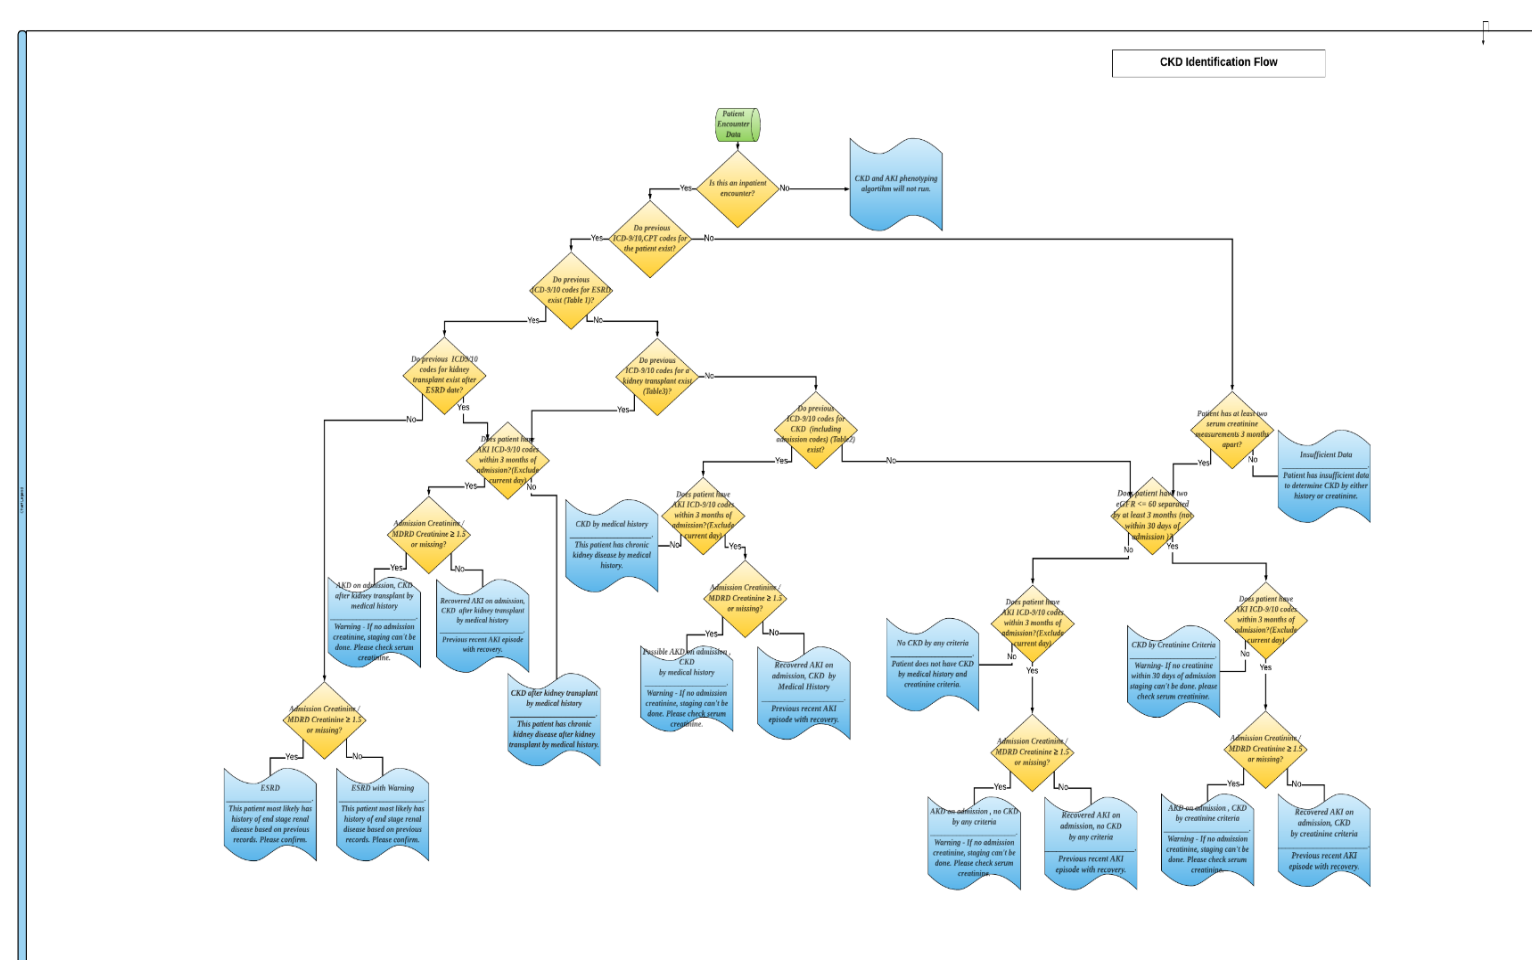 CKD Identification Flow
Patient
Encounter
Data
Is this an inpatient
encounter?
Yes
No
CKD and AKI phenotyping
algorithm will not run.
Do previous
ICD-9/10,CPT codes for
the patient exist?
Yes
No
Do previous
ICD-9/10 codes for ESRD
exist (Table 1)?
Yes
No
Do previous ICD9/10
codes for kidney
transplant exist after
ESRD date?
No
Yes
Do previous
ICD-9/10 codes for a
kidney transplant exist
(Table3)?
No
Yes
Do previous
ICD-9/10 codes for
CKD (including
admission codes) (Table2)
exist?
Yes
No
Patient has at least two
serum creatinine
measurements 3 months
apart?
Yes
No
Insufficient Data
Patient has insufficient data
to determine CKD by either
history or creatinine.
Does patient have
AKI ICD-9/10 codes
within 3 months of
admission?(Exclude
current day)
Yes
No
Admission Creatinine /
MDRD Creatinine ≥ 1.5
or missing?
Yes
No
AKD on admission, CKD
after kidney transplant by
medical history
Warning - If no admission
creatinine, staging can't be
done. Please check serum
creatinine.
Recovered AKI on admission,
CKD after kidney transplant
by medical history
Previous recent AKI episode
with recovery.
CKD after kidney transplant
by medical history
This patient has chronic
kidney disease after kidney
transplant by medical history.
CKD by medical history
This patient has chronic
kidney disease by medical
history.
Does patient have
AKI ICD-9/10 codes
within 3 months of
admission?(Exclude
current day)
No
Yes
Admission Creatinine /
MDRD Creatinine ≥ 1.5
or missing?
Yes
No
Possible AKD on admission ,
CKD
by medical history
Warning - If no admission
creatinine, staging can't be
done. Please check serum
creatinine.
Recovered AKI on
admission, CKD by
Medical History
Previous recent AKI
episode with recovery.
Does patient have two
eGFR <= 60 separated
by at least 3 months (not
within 30 days of
admission )?
No
Yes
Does patient have
AKI ICD-9/10 codes
within 3 months of
admission?(Exclude
current day)
No
Yes
No CKD by any criteria
Patient does not have CKD
by medical history and
creatinine criteria.
Does patient have
AKI ICD-9/10 codes
within 3 months of
admission?(Exclude
current day)
No
Yes
CKD by Creatinine Criteria
Warning- If no creatinine
within 30 days of admission
staging can't be done, please
check serum creatinine.
Admission Creatinine /
MDRD Creatinine ≥ 1.5
or missing?
Yes
No
ESRD
This patient most likely has
history of end stage renal
disease based on previous
records. Please confirm.
ESRD with Warning
This patient most likely has
history of end stage renal
disease based on previous
records. Please confirm.
Admission Creatinine /
MDRD Creatinine ≥ 1.5
or missing?
Yes
No
AKD on admission , no CKD
by any criteria
Warning - If no admission
creatinine, staging can't be
done. Please check serum
creatinine.
Recovered AKI on
admission, no CKD
by any criteria
Previous recent AKI
episode with recovery.
Admission Creatinine /
MDRD Creatinine ≥ 1.5
or missing?
Yes
No
AKD on admission , CKD
by creatinine criteria
Warning - If no admission
creatinine, staging can't be
done. Please check serum
creatinine.
Recovered AKI on
admission, CKD
by creatinine criteria
Previous recent AKI
episode with recovery.